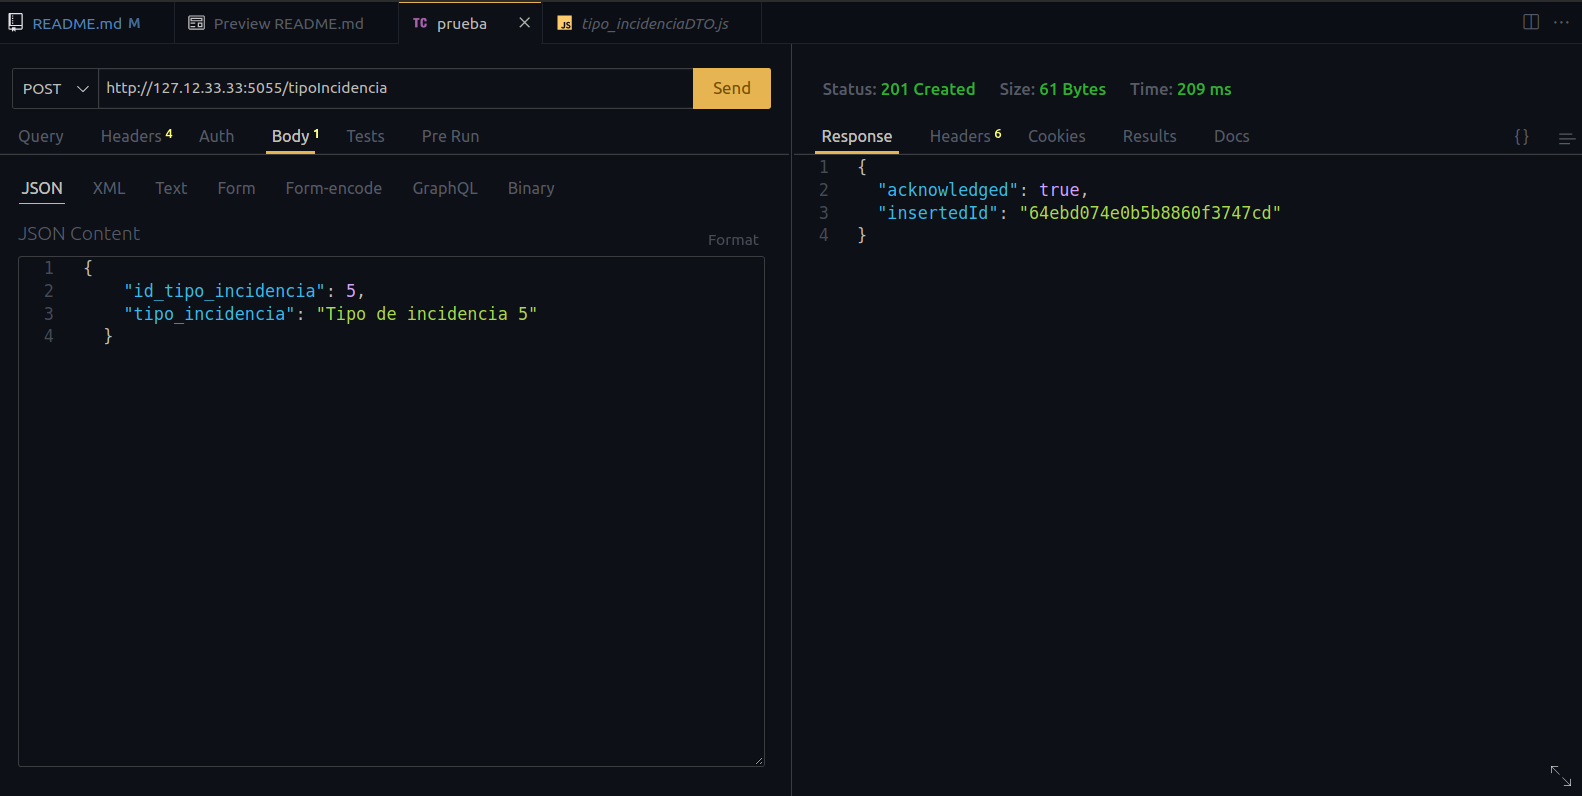 README.md M
Preview README.md
TC prueba
JS tipo_incidenciaDTO.js
POST http://127.12.33.33:5055/tipoIncidencia Send
Query Headers 4 Auth Body 1 Tests Pre Run
JSON XML Text Form Form-encode GraphQL Binary
JSON Content
Format
1 {
2 "id_tipo_incidencia": 5,
3 "tipo_incidencia": "Tipo de incidencia 5"
4 }
Status: 201 Created Size: 61 Bytes Time: 209 ms
Response Headers 6 Cookies Results Docs {}
1 {
2 "acknowledged": true,
3 "insertedId": "64ebd074e0b5b8860f3747cd"
4 }